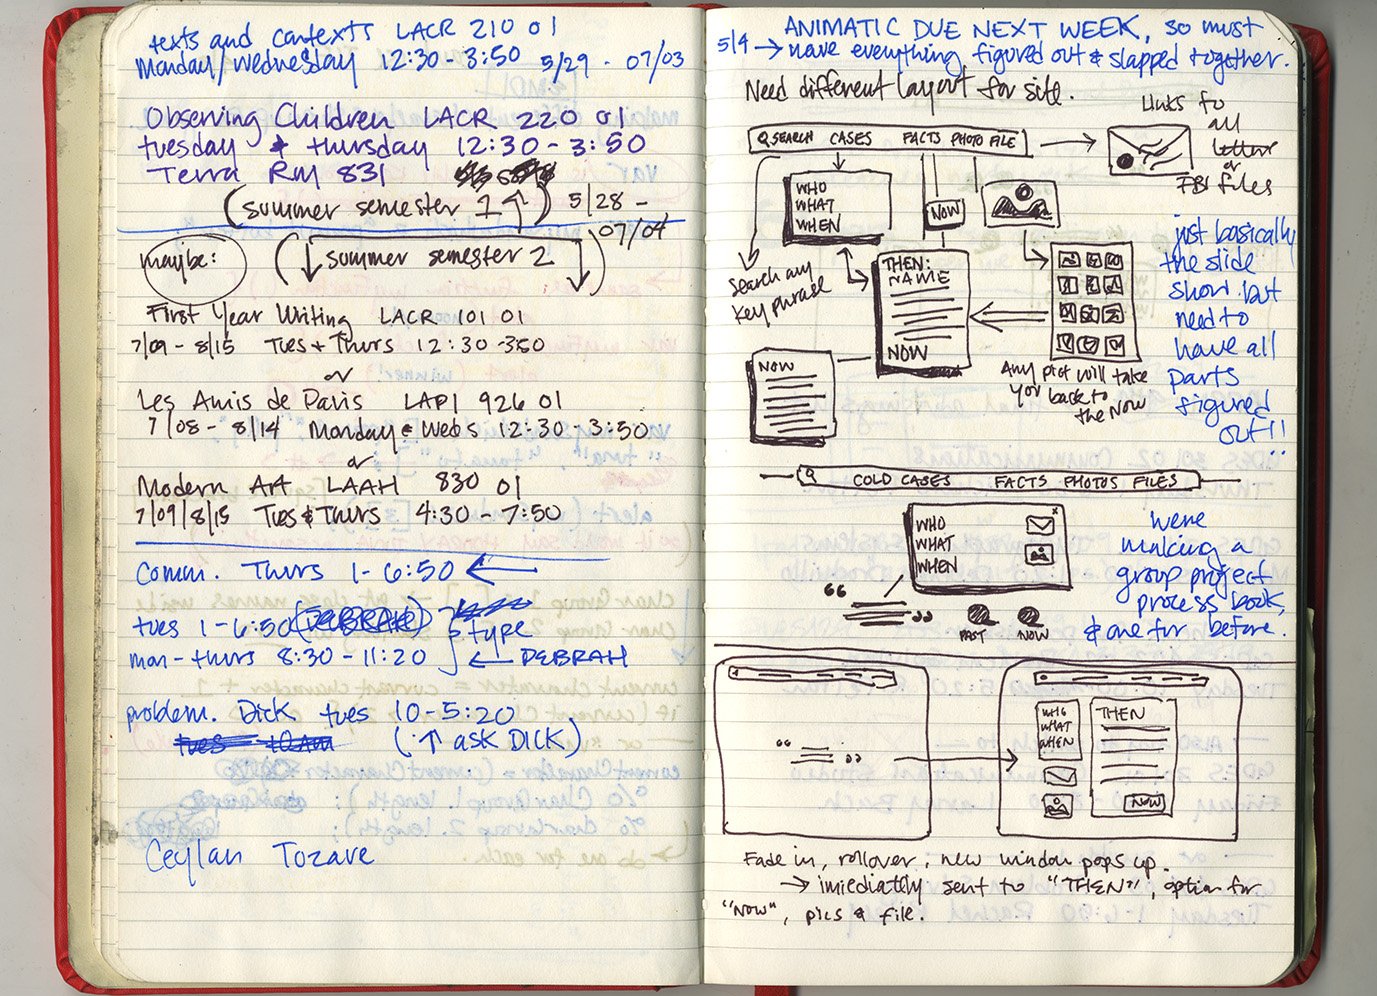 texts and contexts LACR 210 01
Monday/Wednesday 12:30 - 3:50 5/29 - 07/03
Observing Children LACR 220 01
tuesday & thursday 12:30 - 3:50
Terra Rm 831
(summer semester 1 ↑) 5/28 - 07/04
maybe:
(↓ summer semester 2 ↓)
First Year Writing LACR 101 01
7/09 - 8/15 Tues + Thurs 12:30 - 3:50
or
Les Amis de Paris LAPI 926 01
7/08 - 8/14 Monday & Weds 12:30 - 3:50
or
Modern Art LAAH 830 01
7/09/8/15 Tues & Thurs 4:30 - 7:50
Comm. Thurs 1 - 6:50 ←
tues 1 - 6:50 (DEBRAH)
type
mon - thurs 8:30 - 11:20 ← DEBRAH
problem. Dick tues 10 - 5:20
tues 10 am (↑ ask DICK)
Ceylan Tozave
ANIMATIC DUE NEXT WEEK, so must
5/4 → have everything figured out & slapped together.
Need different layout for site.
SEARCH CASES FACTS PHOTO FILE →
Links to
all
letter
or
FBI files
WHO
WHAT
WHEN
NOW
search any
key phrase
THEN:
NAME
NOW
NOW
Any pict will take
you back to
the NOW
just basically
the slide
show. but
need to
have all
parts
figured
out!!
COLD CASES FACTS PHOTOS FILES
WHO
WHAT
WHEN
x
“ ”
PAST NOW
were
making a
group project
process book,
& one for before.
“ ” →
WHO
WHAT
WHEN
THEN
NOW
Fade in, rollover, new window pops up.
→ imiediatly sent to "THEN", option for
"NOW", pics & file.